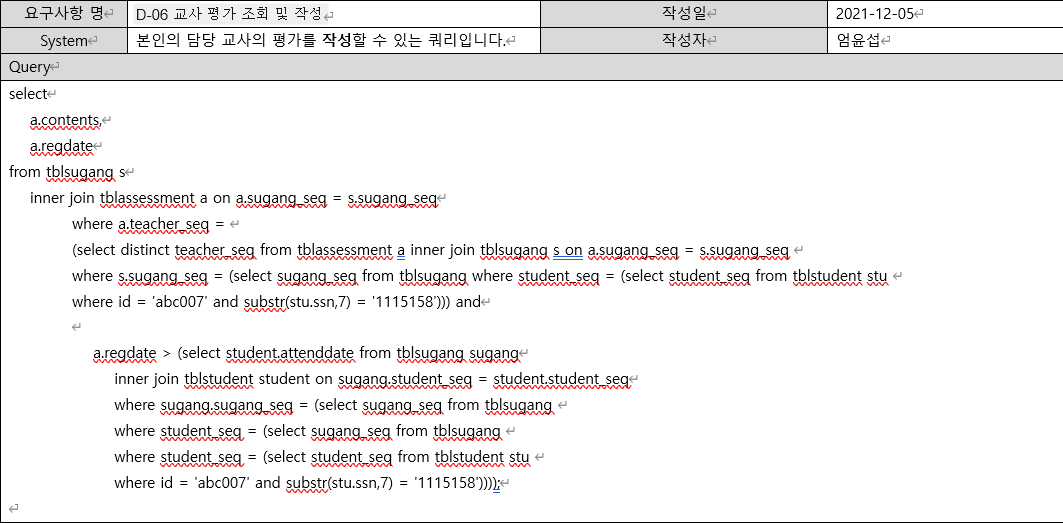 요구사항 명 D-06 교사 평가 조회 및 작성 작성일 2021-12-05
System 본인의 담당 교사의 평가를 작성할 수 있는 쿼리입니다. 작성자 엄윤섭
Query
select
a.contents,
a.regdate
from tblsugang s
inner join tblassessment a on a.sugang_seq = s.sugang_seq
where a.teacher_seq =
(select distinct teacher_seq from tblassessment a inner join tblsugang s on a.sugang_seq = s.sugang_seq
where s.sugang_seq = (select sugang_seq from tblsugang where student_seq = (select student_seq from tblstudent stu
where id = 'abc007' and substr(stu.ssn,7) = '1115158'))) and
a.regdate > (select student.attenddate from tblsugang sugang
inner join tblstudent student on sugang.student_seq = student.student_seq
where sugang.sugang_seq = (select sugang_seq from tblsugang
where student_seq = (select sugang_seq from tblsugang
where student_seq = (select student_seq from tblstudent stu
where id = 'abc007' and substr(stu.ssn,7) = '1115158'))));